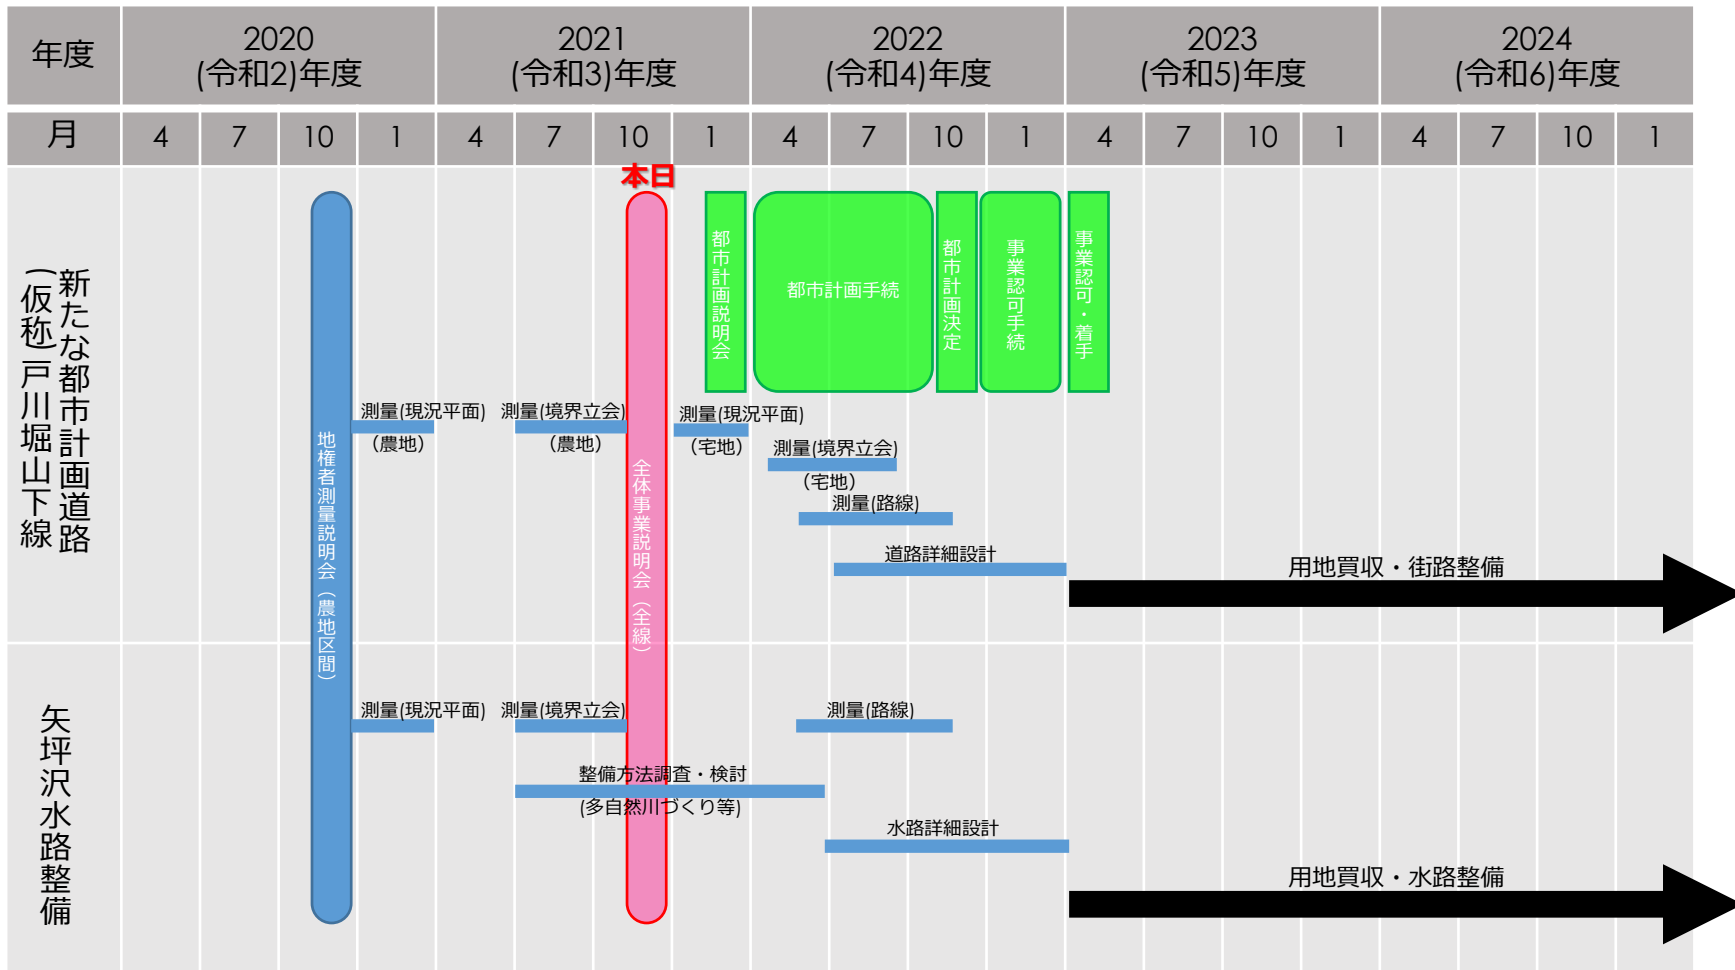 年度
2020
(令和2)年度
2021
(令和3)年度
2022
(令和4)年度
2023
(令和5)年度
2024
(令和6)年度
月
4
7
10
1
4
7
10
1
4
7
10
1
4
7
10
1
4
7
10
1
本日
新たな都市計画道路
(仮称)戸川堀山下線
地権者測量説明会（農地区間）
全体事業説明会（全線）
都市計画説明会
都市計画手続
都市計画決定
事業認可手続
事業認可・着手
測量(現況平面)
（農地）
測量(境界立会)
（農地）
測量(現況平面)
（宅地）
測量(境界立会)
（宅地）
測量(路線)
道路詳細設計
用地買収・街路整備
矢坪沢水路整備
測量(現況平面)
測量(境界立会)
測量(路線)
整備方法調査・検討
(多自然川づくり等)
水路詳細設計
用地買収・水路整備